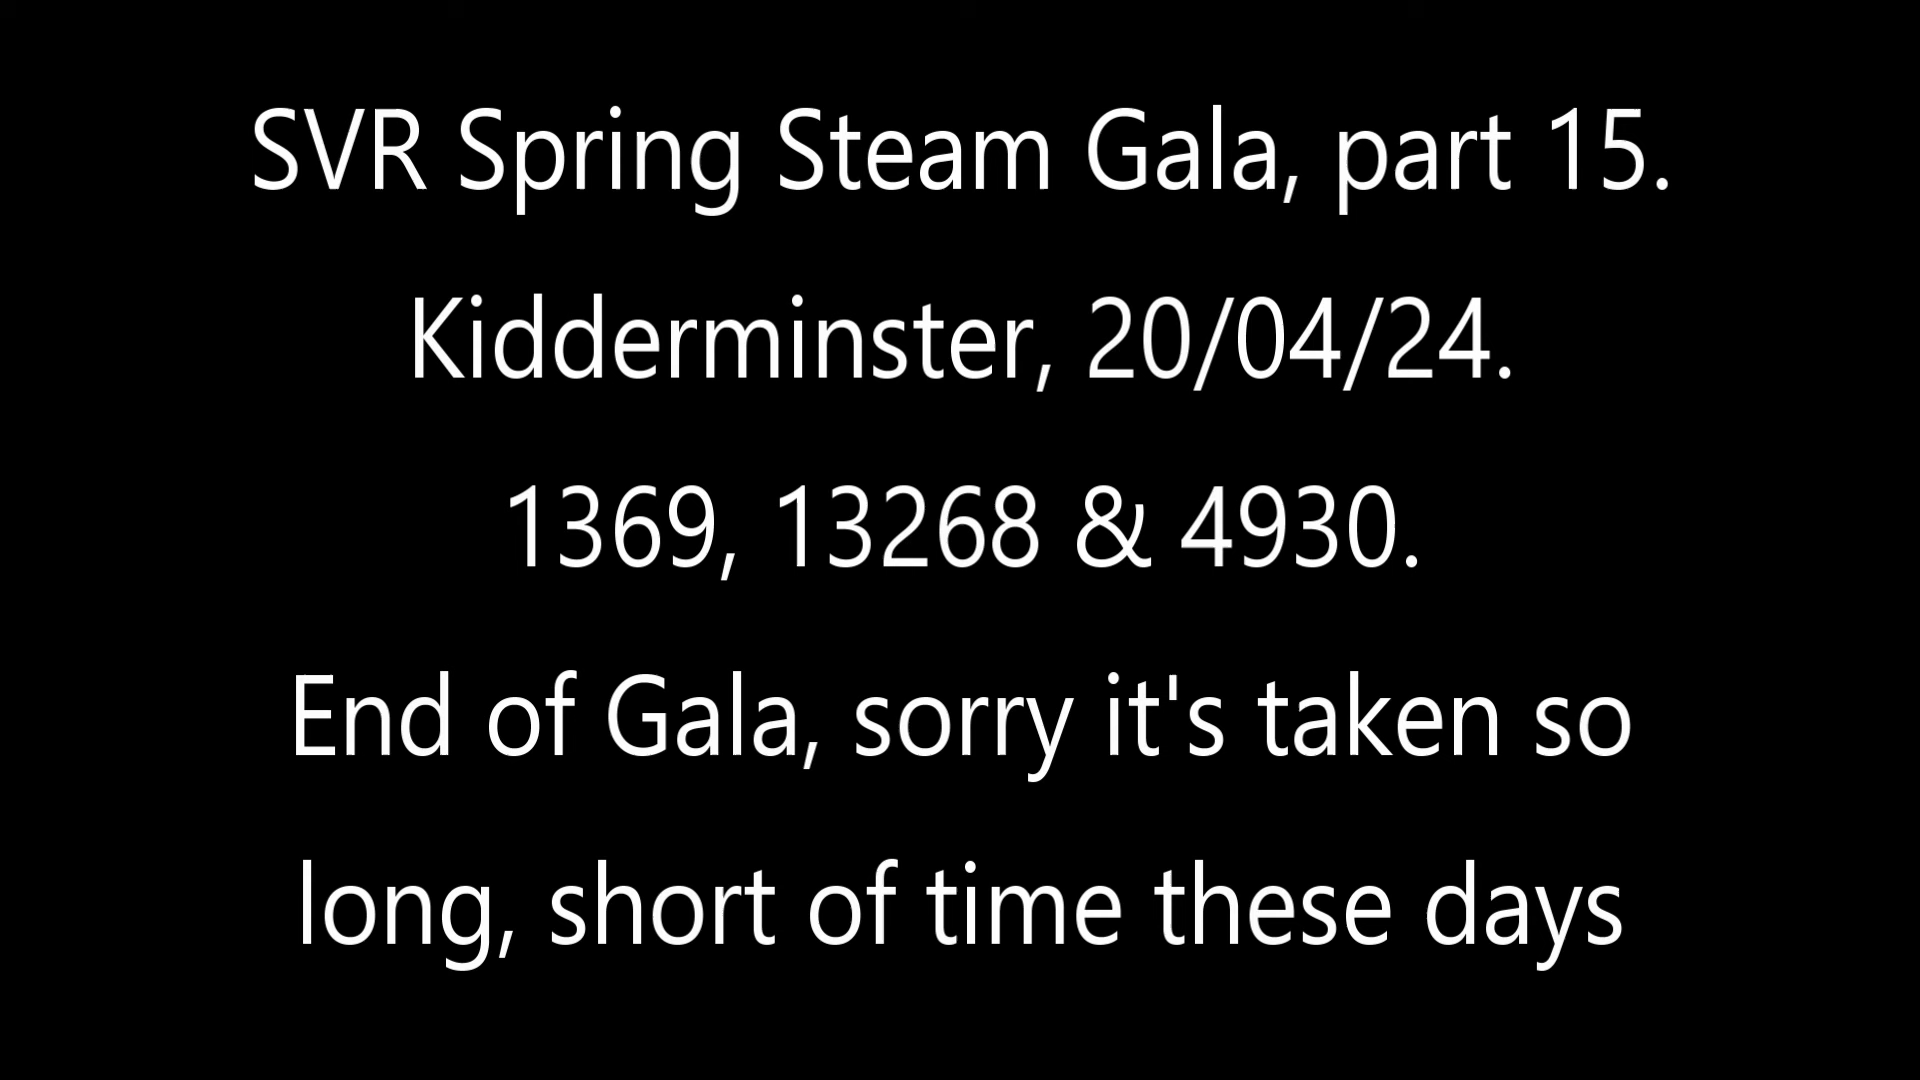 SVR Spring Steam Gala, part 15.
Kidderminster, 20/04/24.
1369, 13268 & 4930.
End of Gala, sorry it's taken so
long, short of time these days